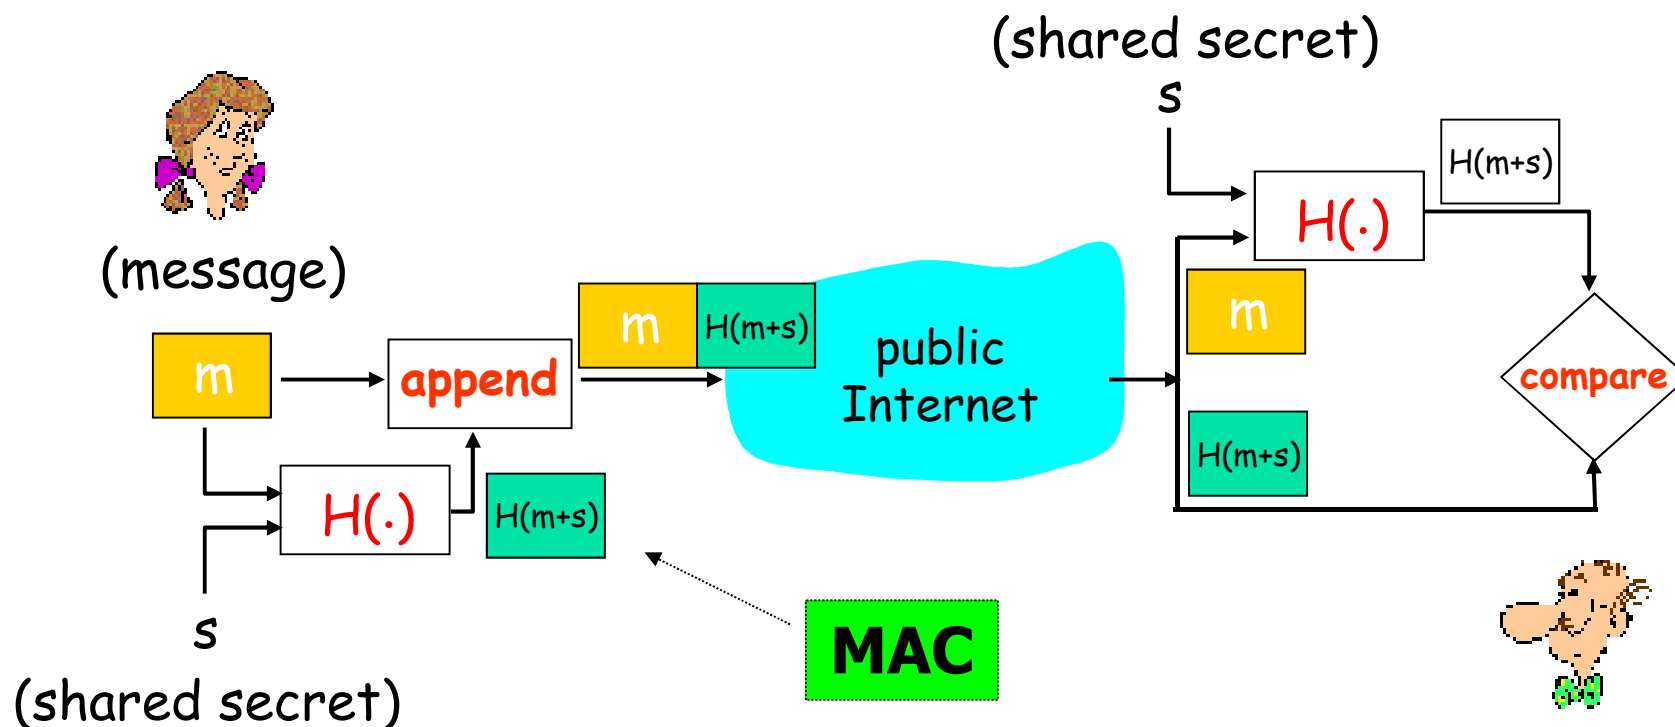 (shared secret)
s
H(m+s)
H(·)
(message)
m
H(m+s)
m
m
append
public
Internet
compare
H(m+s)
H(·)
H(m+s)
s
MAC
(shared secret)